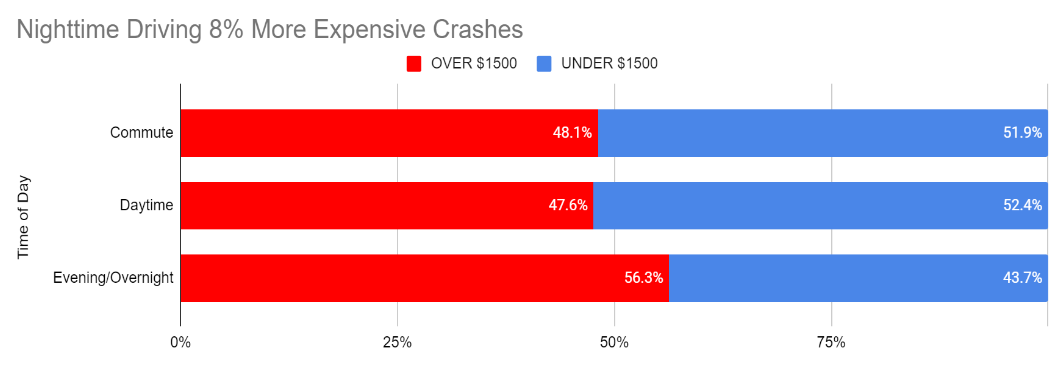 Nighttime Driving 8% More Expensive Crashes
OVER $1500 UNDER $1500
Time of Day
Commute 48.1% 51.9%
Daytime 47.6% 52.4%
Evening/Overnight 56.3% 43.7%
0% 25% 50% 75%